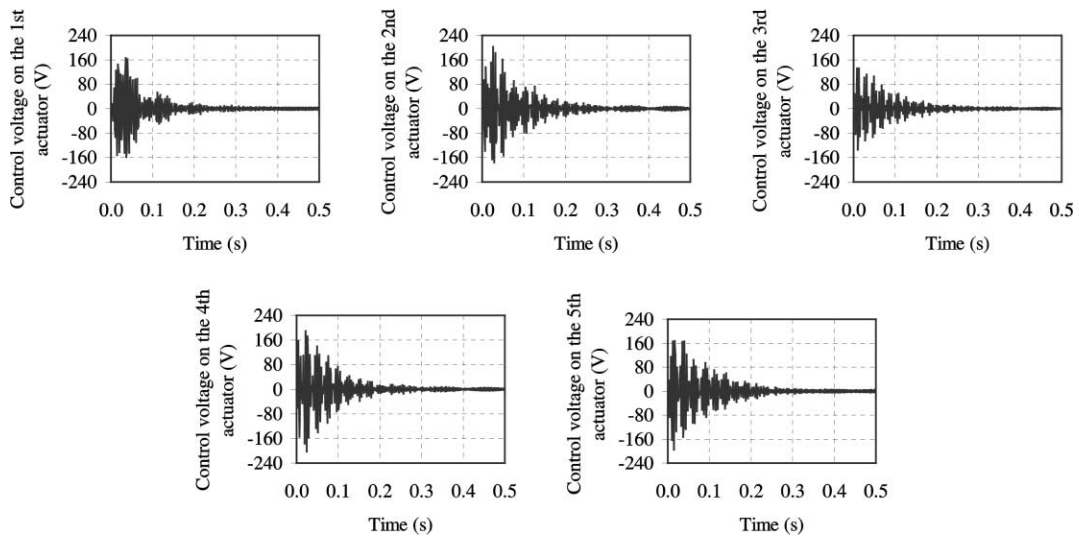 Control voltage on the 1st
actuator (V)
240
160
80
0
-80
-160
-240
0.0 0.1 0.2 0.3 0.4 0.5
Time (s)
Control voltage on the 2nd
actuator (V)
240
160
80
0
-80
-160
-240
0.0 0.1 0.2 0.3 0.4 0.5
Time (s)
Control voltage on the 3rd
actuator (V)
240
160
80
0
-80
-160
-240
0.0 0.1 0.2 0.3 0.4 0.5
Time (s)
Control voltage on the 4th
actuator (V)
240
160
80
0
-80
-160
-240
0.0 0.1 0.2 0.3 0.4 0.5
Time (s)
Control voltage on the 5th
actuator (V)
240
160
80
0
-80
-160
-240
0.0 0.1 0.2 0.3 0.4 0.5
Time (s)